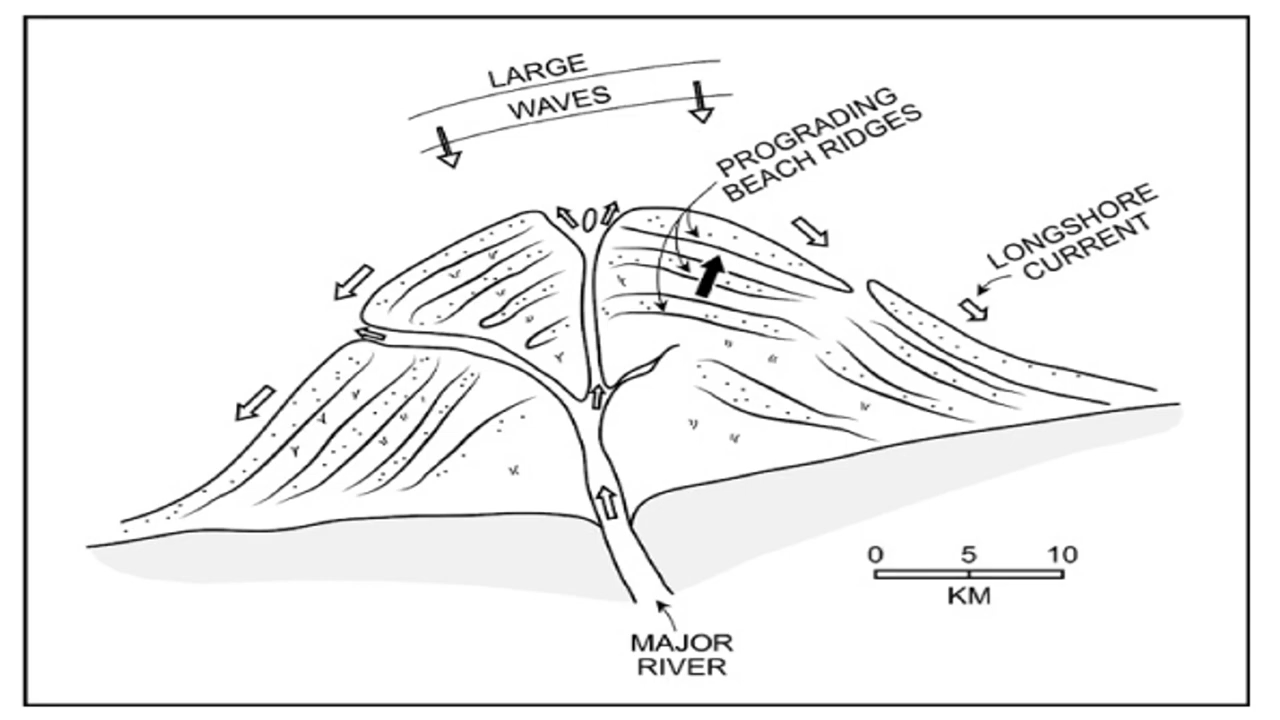 LARGE
WAVES
PROGRADING
BEACH RIDGES
LONGSHORE
CURRENT
0 5 10
KM
MAJOR
RIVER